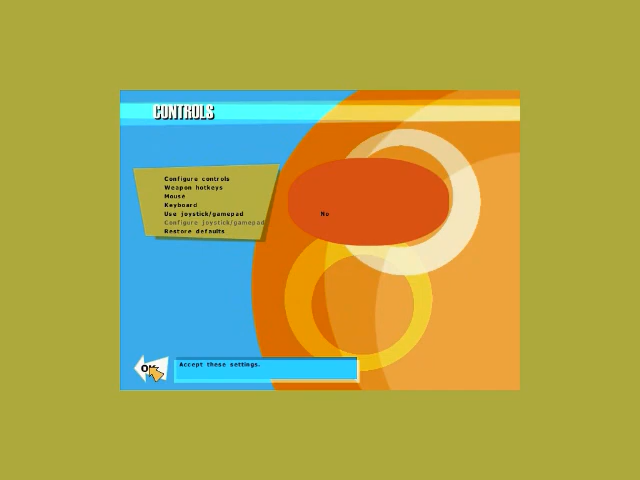 CONTROLS
Configure controls
Weapon hotkeys
Mouse
Keyboard
Use joystick/gamepad No
Configure joystick/gamepad
Restore defaults
Accept these settings.